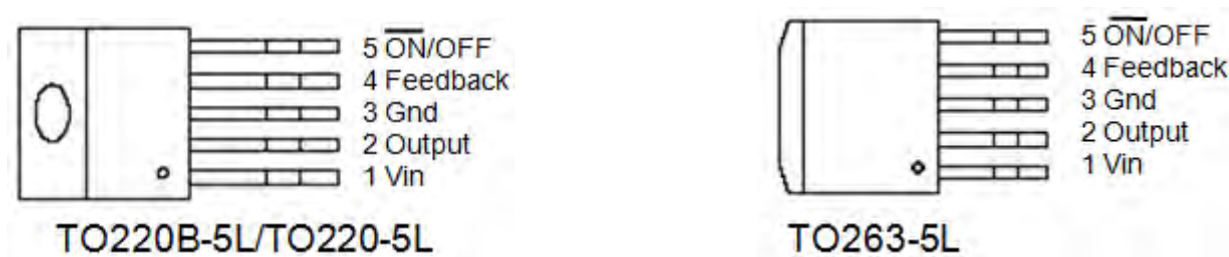 5 ON/OFF
4 Feedback
3 Gnd
2 Output
1 Vin
TO220B-5L/TO220-5L
5 ON/OFF
4 Feedback
3 Gnd
2 Output
1 Vin
TO263-5L